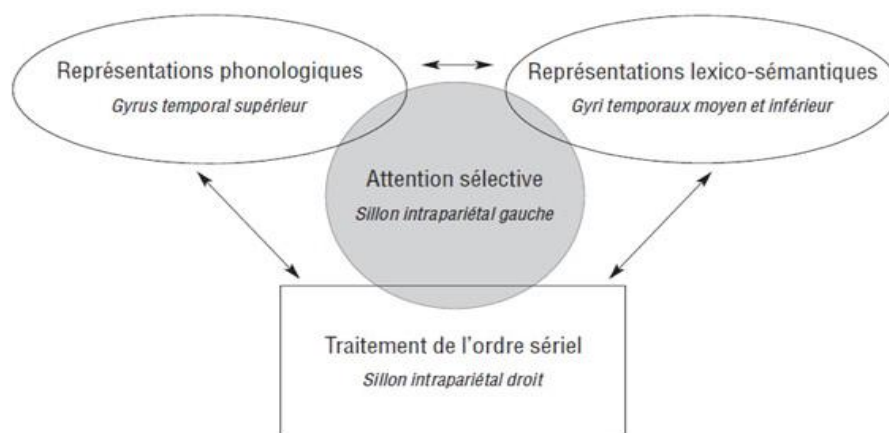 Représentations phonologiques
Gyrus temporal supérieur
Représentations lexico-sémantiques
Gyri temporaux moyen et inférieur
Attention sélective
Sillon intrapariétal gauche
Traitement de l'ordre sériel
Sillon intrapariétal droit